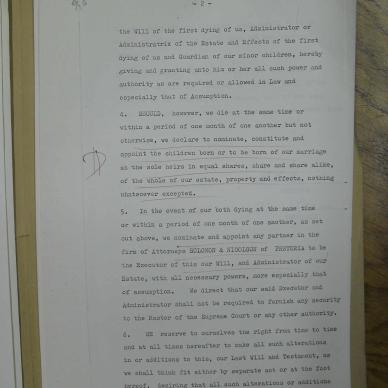 - 2 -
the Will of the first dying of us, Administrator or
Administratrix of the Estate and Effects of the first
dying of us and Guardian of our minor children, hereby
giving and granting unto him or her all such power and
authority as are required or allowed in Law and
especially that of Assumption.
4. SHOULD, however, we die at the same time or
within a period of one month of one another but not
otherwise, we declare to nominate, constitute and
appoint the children born or to be born of our marriage
as the sole heirs in equal shares, share and share alike,
of the whole of our estate, property and effects, nothing
whatsoever excepted.
5. In the event of our both dying at the same time
or within a period of one month of one another, as set
out above, we nominate and appoint any partner in the
firm of Attorneys SOLOMON & NICOLSON of PRETORIA to be
the Executor of this our Will, and Administrator of our
Estate, with all necessary powers, more especially that
of assumption. We direct that our said Executor and
Administrator shall not be required to furnish any security
to the Master of the Supreme Court or any other authority.
6. WE reserve to ourselves the right from time to time
and at all times hereafter to make all such alterations
in or additions to this, our Last Will and Testament, as
we shall think fit either by separate act or at the foot
hereof, desiring that all such alterations or additions